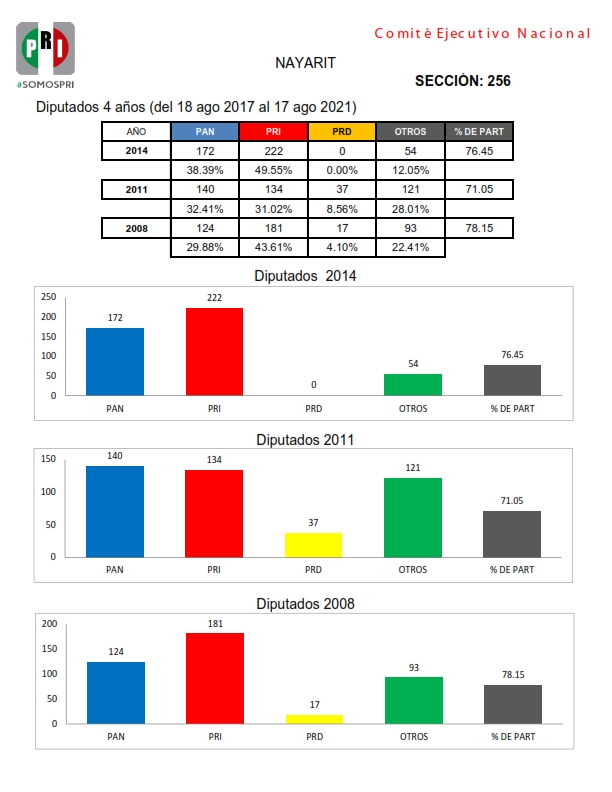 Comité Ejecutivo Nacional
PRI
#SOMOSPRI
NAYARIT
SECCIÓN: 256
Diputados 4 años (del 18 ago 2017 al 17 ago 2021)
AÑO PAN PRI PRD OTROS % DE PART
2014 172 222 0 54 76.45
38.39% 49.55% 0.00% 12.05%
2011 140 134 37 121 71.05
32.41% 31.02% 8.56% 28.01%
2008 124 181 17 93 78.15
29.88% 43.61% 4.10% 22.41%
Diputados 2014
250
200
150
100
50
0
172
222
0
54
76.45
PAN PRI PRD OTROS % DE PART
Diputados 2011
150
100
50
0
140
134
37
121
71.05
PAN PRI PRD OTROS % DE PART
Diputados 2008
200
150
100
50
0
124
181
17
93
78.15
PAN PRI PRD OTROS % DE PART